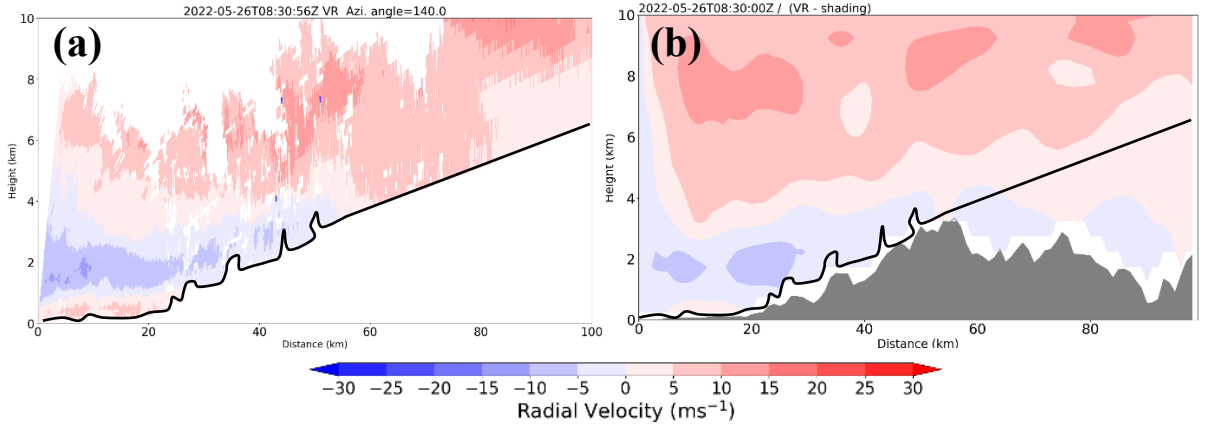 2022-05-26T08:30:56Z VR Azi. angle=140.0
(a)
10
8
6
4
2
0
Height (km)
0 20 40 60 80 100
Distance (km)
2022-05-26T08:30:00Z / (VR - shading)
(b)
10
8
6
4
2
0
Height (km)
0 20 40 60 80
Distance (km)
−30 −25 −20 −15 −10 −5 0 5 10 15 20 25 30
Radial Velocity (ms⁻¹)